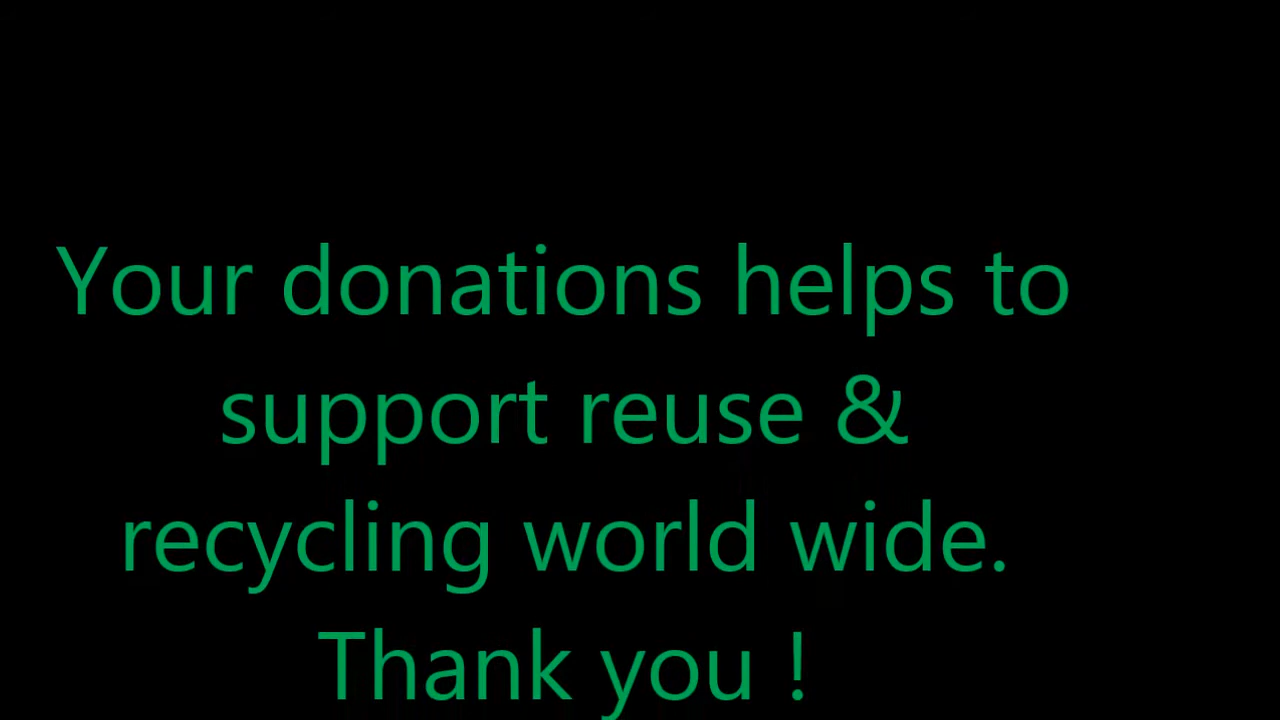 Your donations helps to
support reuse &
recycling world wide.
Thank you !